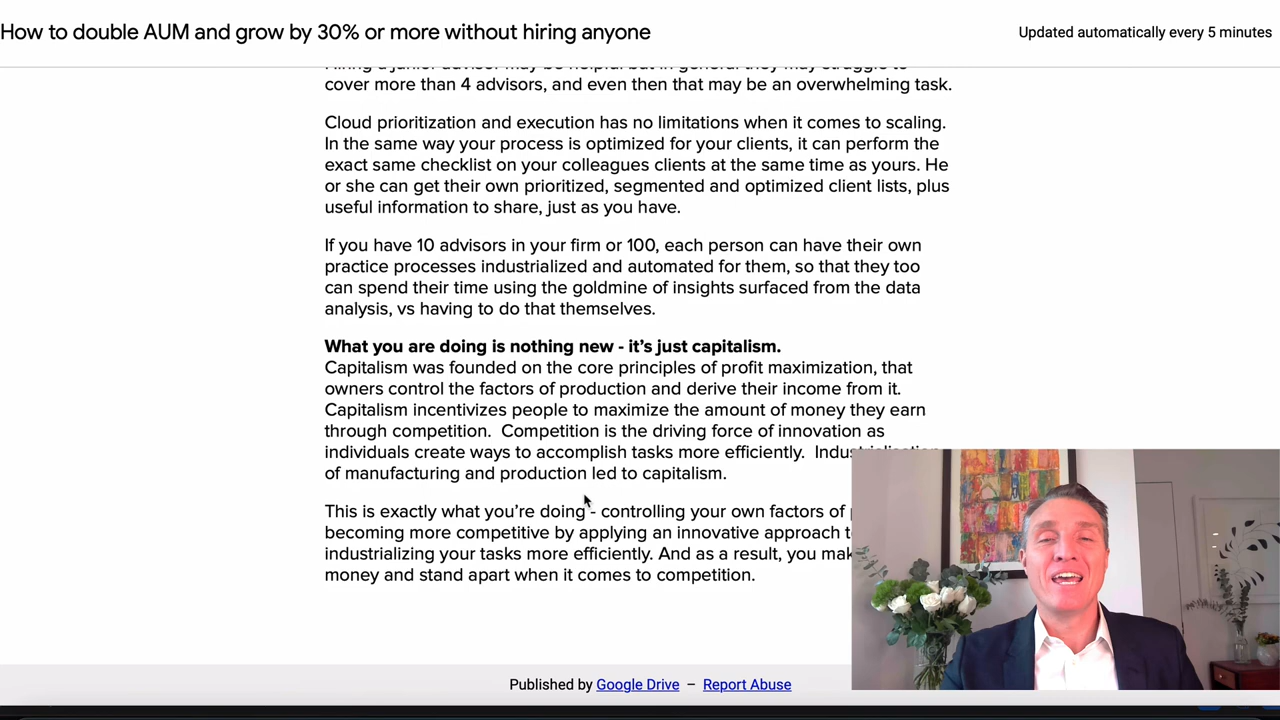 How to double AUM and grow by 30% or more without hiring anyone
Updated automatically every 5 minutes
Hiring a junior advisor may be helpful but in general they may struggle to
cover more than 4 advisors, and even then that may be an overwhelming task.
Cloud prioritization and execution has no limitations when it comes to scaling.
In the same way your process is optimized for your clients, it can perform the
exact same checklist on your colleagues clients at the same time as yours. He
or she can get their own prioritized, segmented and optimized client lists, plus
useful information to share, just as you have.
If you have 10 advisors in your firm or 100, each person can have their own
practice processes industrialized and automated for them, so that they too
can spend their time using the goldmine of insights surfaced from the data
analysis, vs having to do that themselves.
What you are doing is nothing new - it’s just capitalism.
Capitalism was founded on the core principles of profit maximization, that
owners control the factors of production and derive their income from it.
Capitalism incentivizes people to maximize the amount of money they earn
through competition.  Competition is the driving force of innovation as
individuals create ways to accomplish tasks more efficiently.
of manufacturing and production led to capitalism.
This is exactly what you’re doing - controlling your own factors of
becoming more competitive by applying an innovative approach
industrializing your tasks more efficiently. And as a result, you
money and stand apart when it comes to competition.
Published by Google Drive – Report Abuse